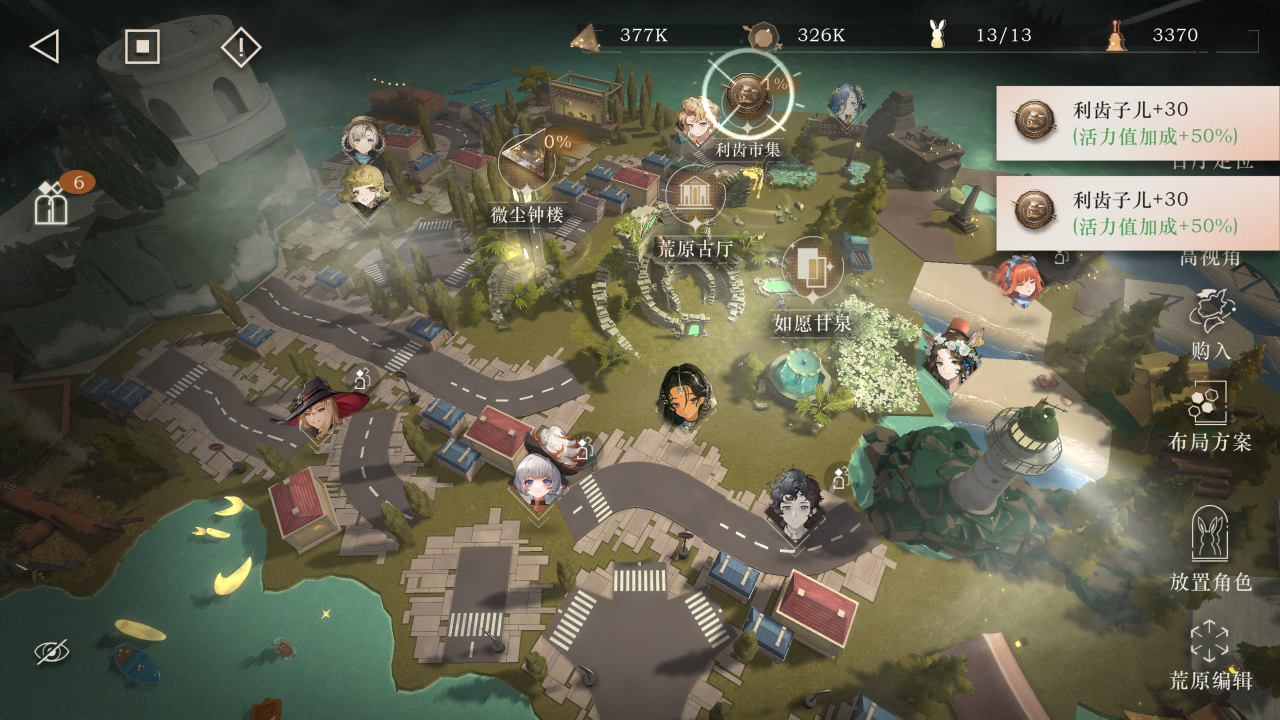 377K
326K
13/13
3370
1%
利齿子儿+30
(活力值加成+50%)
利齿市集
0%
利齿子儿+30
(活力值加成+50%)
6
微尘钟楼
荒原古厅
高视角
如愿甘泉
购入
布局方案
放置角色
荒原编辑